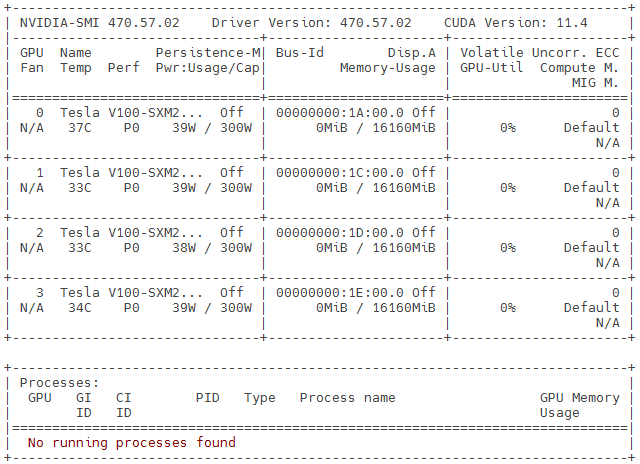 NVIDIA-SMI 470.57.02    Driver Version: 470.57.02    CUDA Version: 11.4
GPU  Name        Persistence-M| Bus-Id        Disp.A | Volatile Uncorr. ECC
Fan  Temp  Perf  Pwr:Usage/Cap|         Memory-Usage | GPU-Util  Compute M.
MIG M.
0  Tesla V100-SXM2...  Off  | 00000000:1A:00.0 Off |                    0
N/A   37C    P0    39W / 300W |      0MiB / 16160MiB |      0%      Default
N/A
1  Tesla V100-SXM2...  Off  | 00000000:1C:00.0 Off |                    0
N/A   33C    P0    39W / 300W |      0MiB / 16160MiB |      0%      Default
N/A
2  Tesla V100-SXM2...  Off  | 00000000:1D:00.0 Off |                    0
N/A   33C    P0    38W / 300W |      0MiB / 16160MiB |      0%      Default
N/A
3  Tesla V100-SXM2...  Off  | 00000000:1E:00.0 Off |                    0
N/A   34C    P0    39W / 300W |      0MiB / 16160MiB |      0%      Default
N/A
Processes:
GPU   GI   CI        PID   Type   Process name                  GPU Memory
ID   ID                                                   Usage
No running processes found